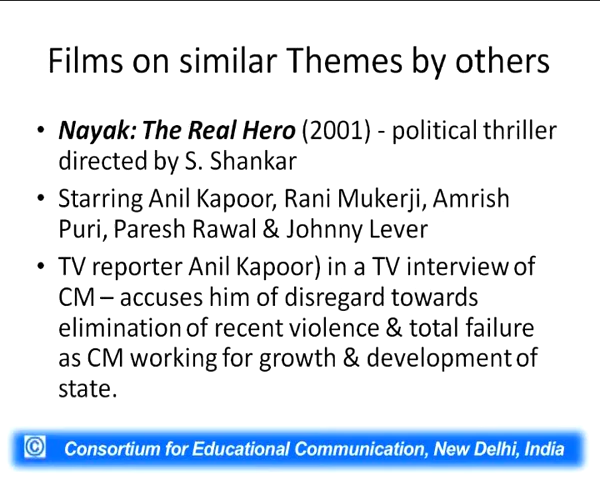 Films on similar Themes by others
• Nayak: The Real Hero (2001) - political thriller
directed by S. Shankar
• Starring Anil Kapoor, Rani Mukerji, Amrish
Puri, Paresh Rawal & Johnny Lever
• TV reporter Anil Kapoor) in a TV interview of
CM – accuses him of disregard towards
elimination of recent violence & total failure
as CM working for growth & development of
state.
© Consortium for Educational Communication, New Delhi, India